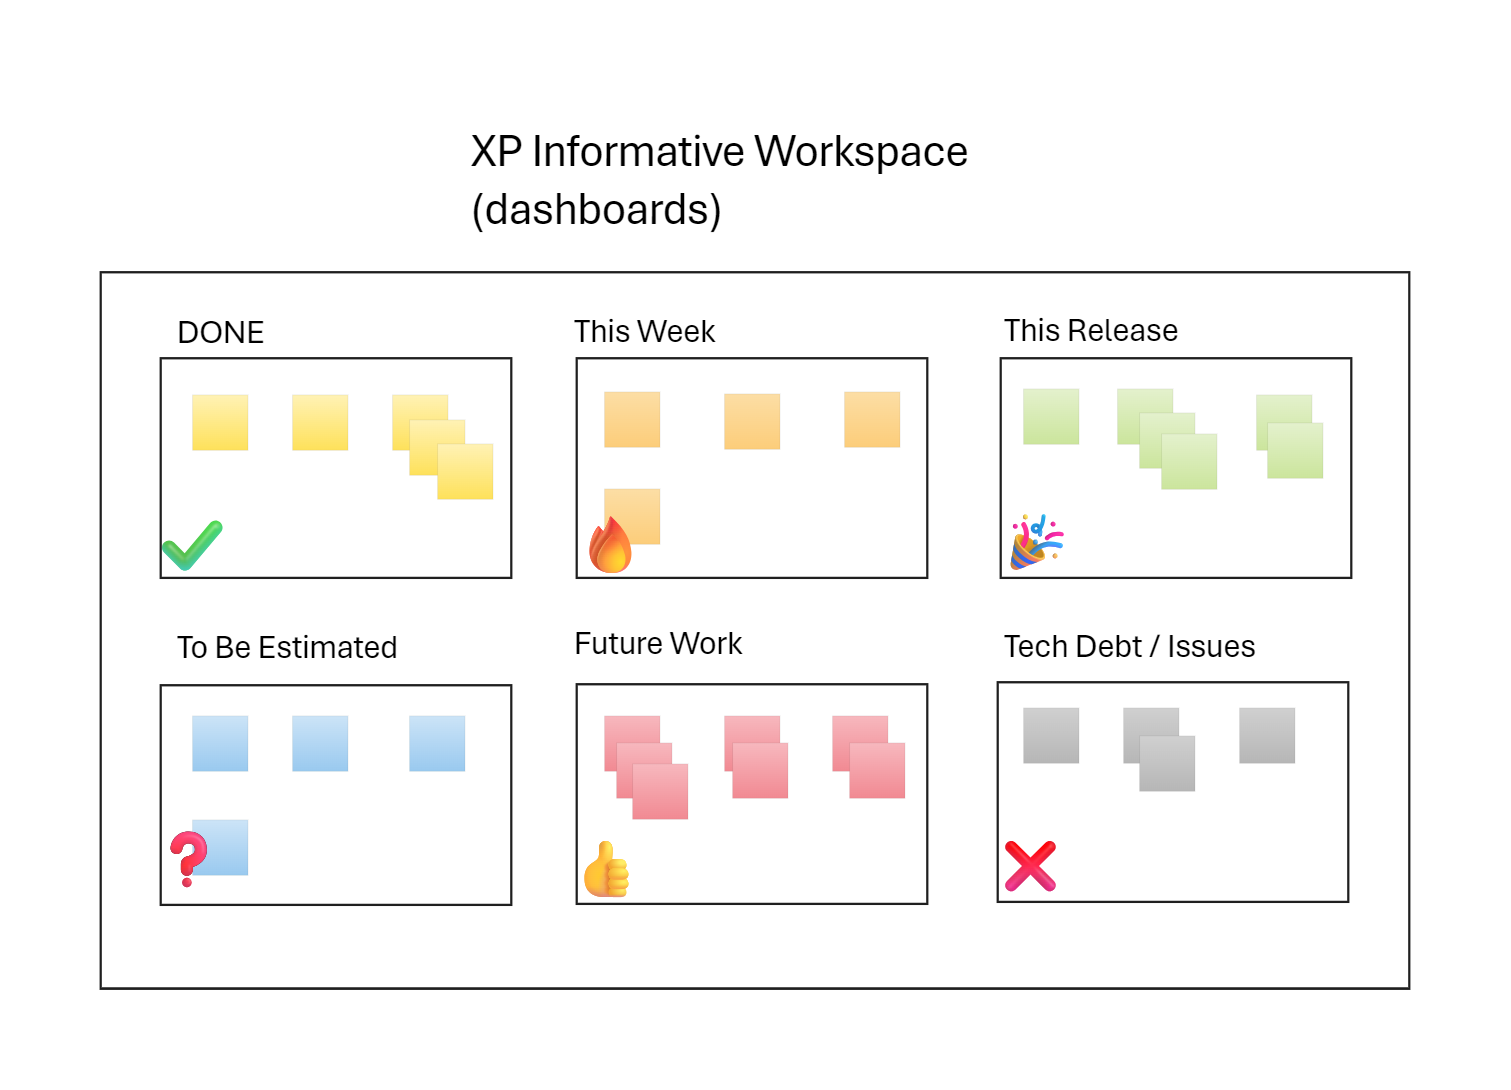 XP Informative Workspace
(dashboards)
DONE
This Week
This Release
To Be Estimated
Future Work
Tech Debt / Issues